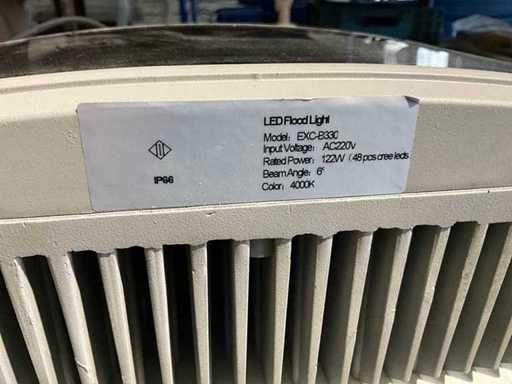 LED Flood Light
Model: EXC-B330
Input Voltage: AC220v
Rated Power: 122W (48 pcs cree leds
Beam Angle: 6°
Color: 4000K
IP66